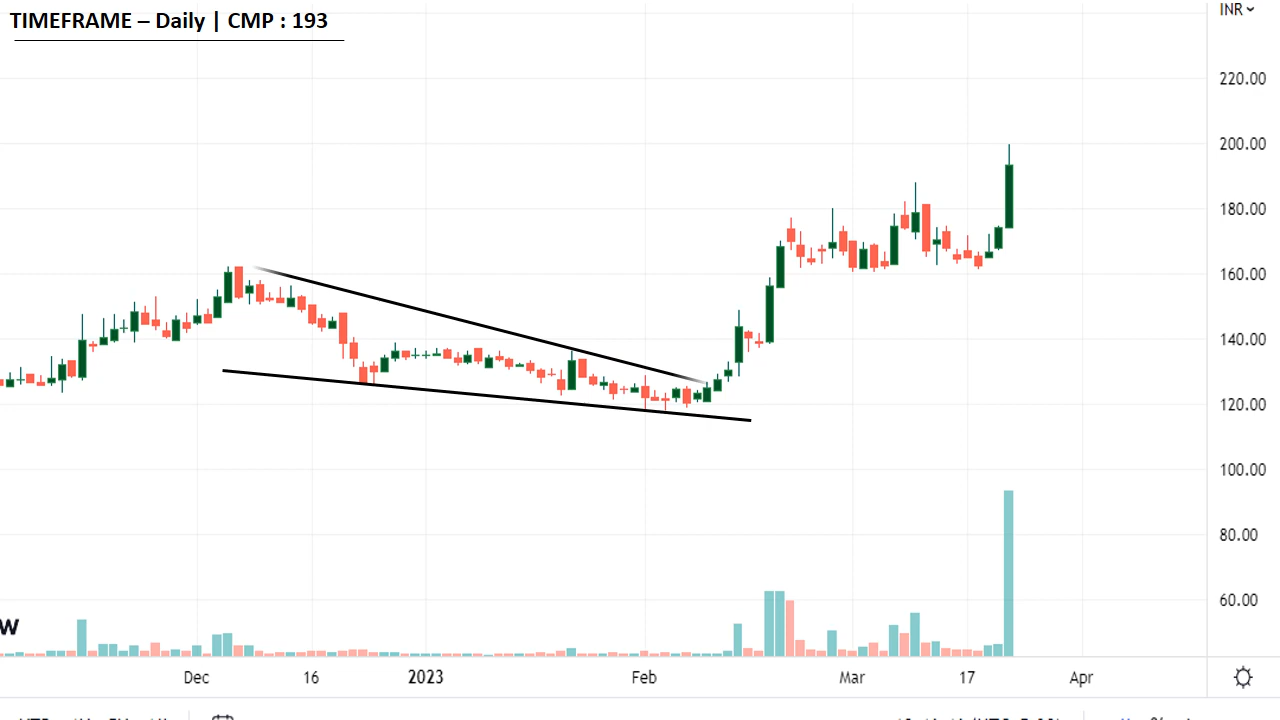 TIMEFRAME – Daily | CMP : 193
INR
220.00
200.00
180.00
160.00
140.00
120.00
100.00
80.00
60.00
W
Dec 16 2023 Feb Mar 17 Apr